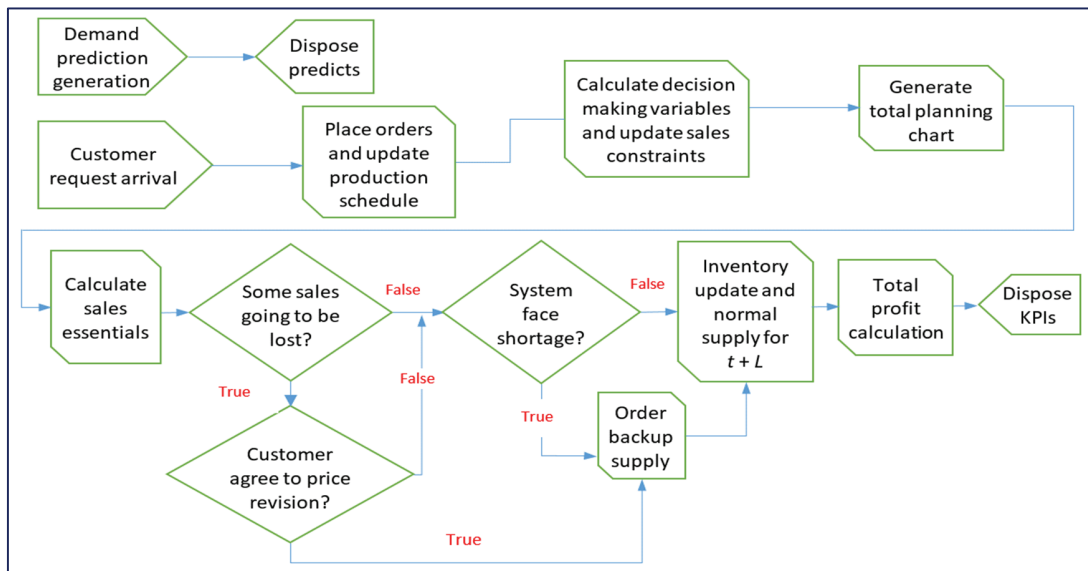 Demand
prediction
generation
Dispose
predicts
Calculate decision
making variables
and update sales
constraints
Generate
total planning
chart
Customer
request arrival
Place orders
and update
production
schedule
Calculate
sales
essentials
Some sales
going to be
lost?
False
System
face
shortage?
False
Inventory
update and
normal
supply for
t + L
Total
profit
calculation
Dispose
KPIs
True
False
True
Customer
agree to price
revision?
Order
backup
supply
True